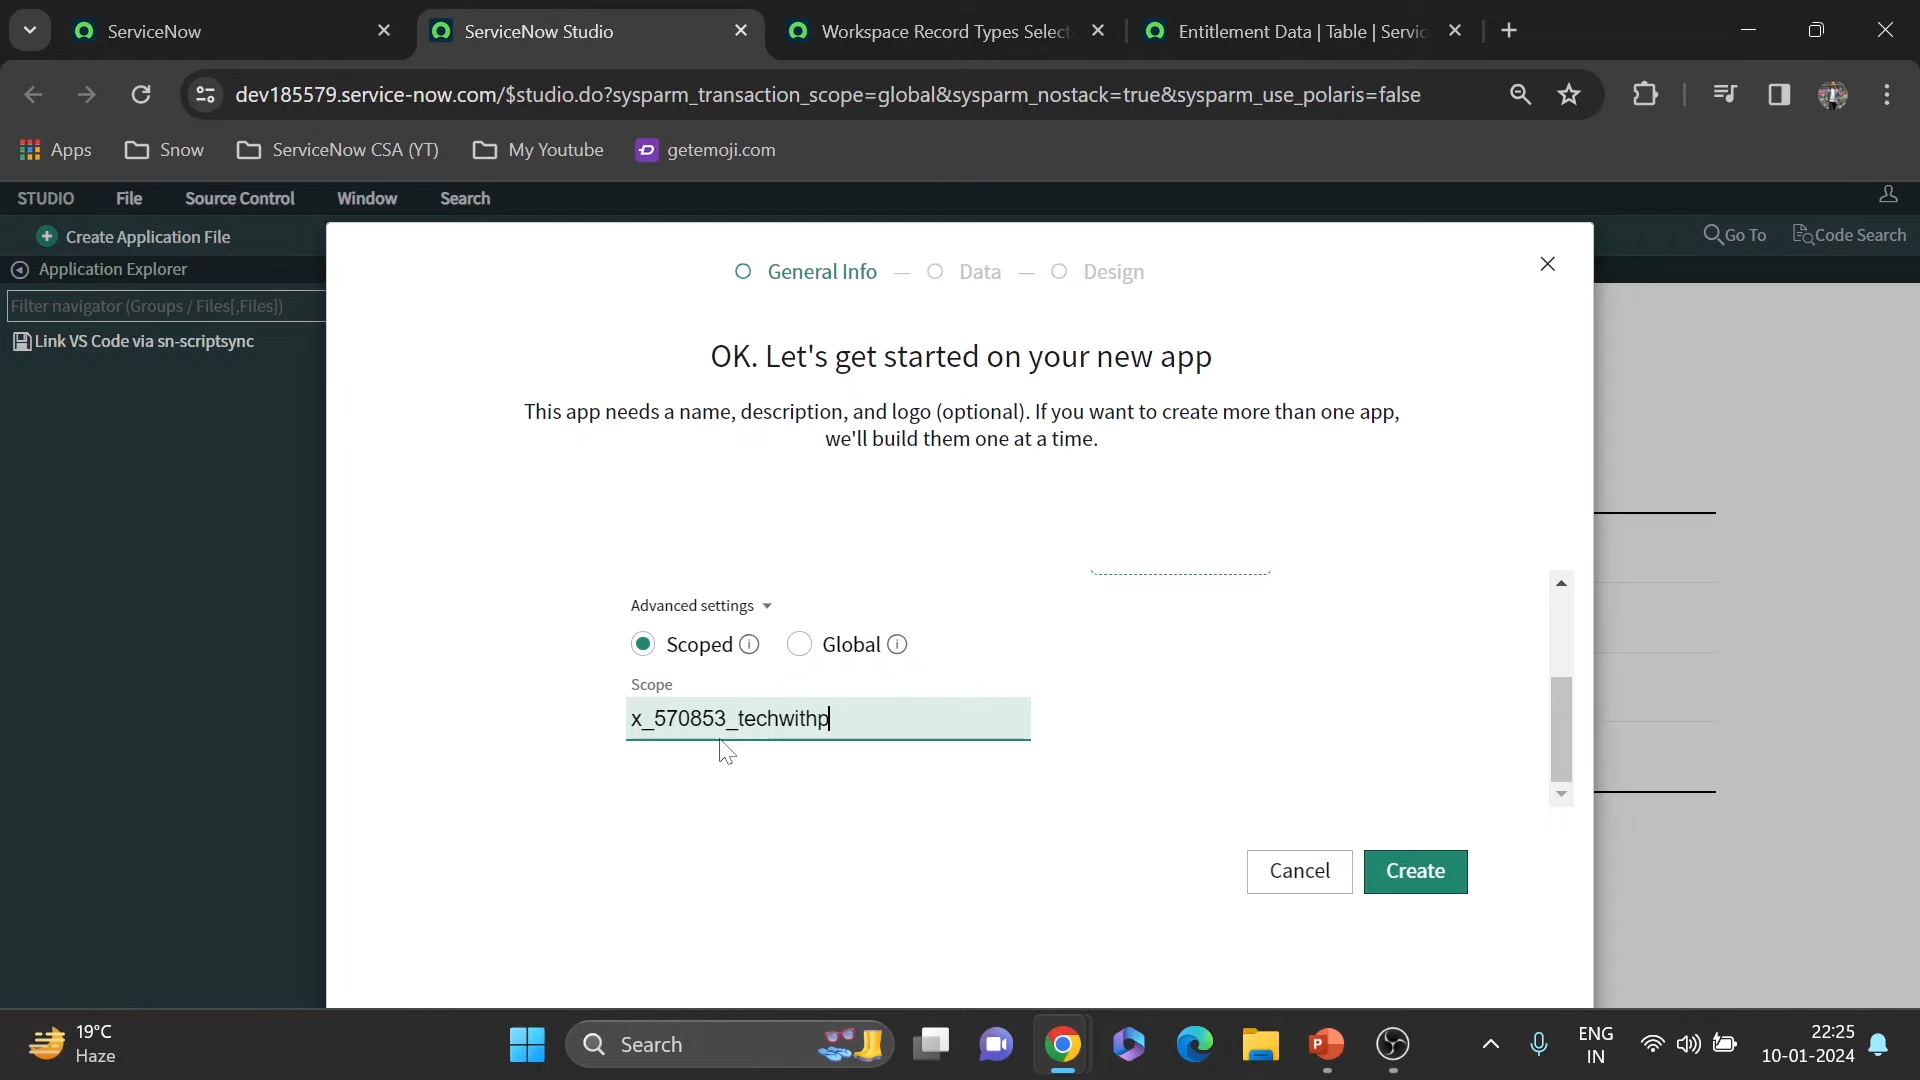 ServiceNow
ServiceNow Studio
Workspace Record Types Select
Entitlement Data | Table | Servic
dev185579.service-now.com/$studio.do?sysparm_transaction_scope=global&sysparm_nostack=true&sysparm_use_polaris=false
Apps
Snow
ServiceNow CSA (YT)
My Youtube
getemoji.com
STUDIO
File
Source Control
Window
Search
Create Application File
Go To
Code Search
Application Explorer
Filter navigator (Groups / Files[,Files])
Link VS Code via sn-scriptsync
General Info
Data
Design
OK. Let's get started on your new app
This app needs a name, description, and logo (optional). If you want to create more than one app,
we'll build them one at a time.
Advanced settings
Scoped
Global
Scope
x_570853_techwithp
Cancel
Create
19°C
Haze
Search
ENG
IN
22:25
10-01-2024